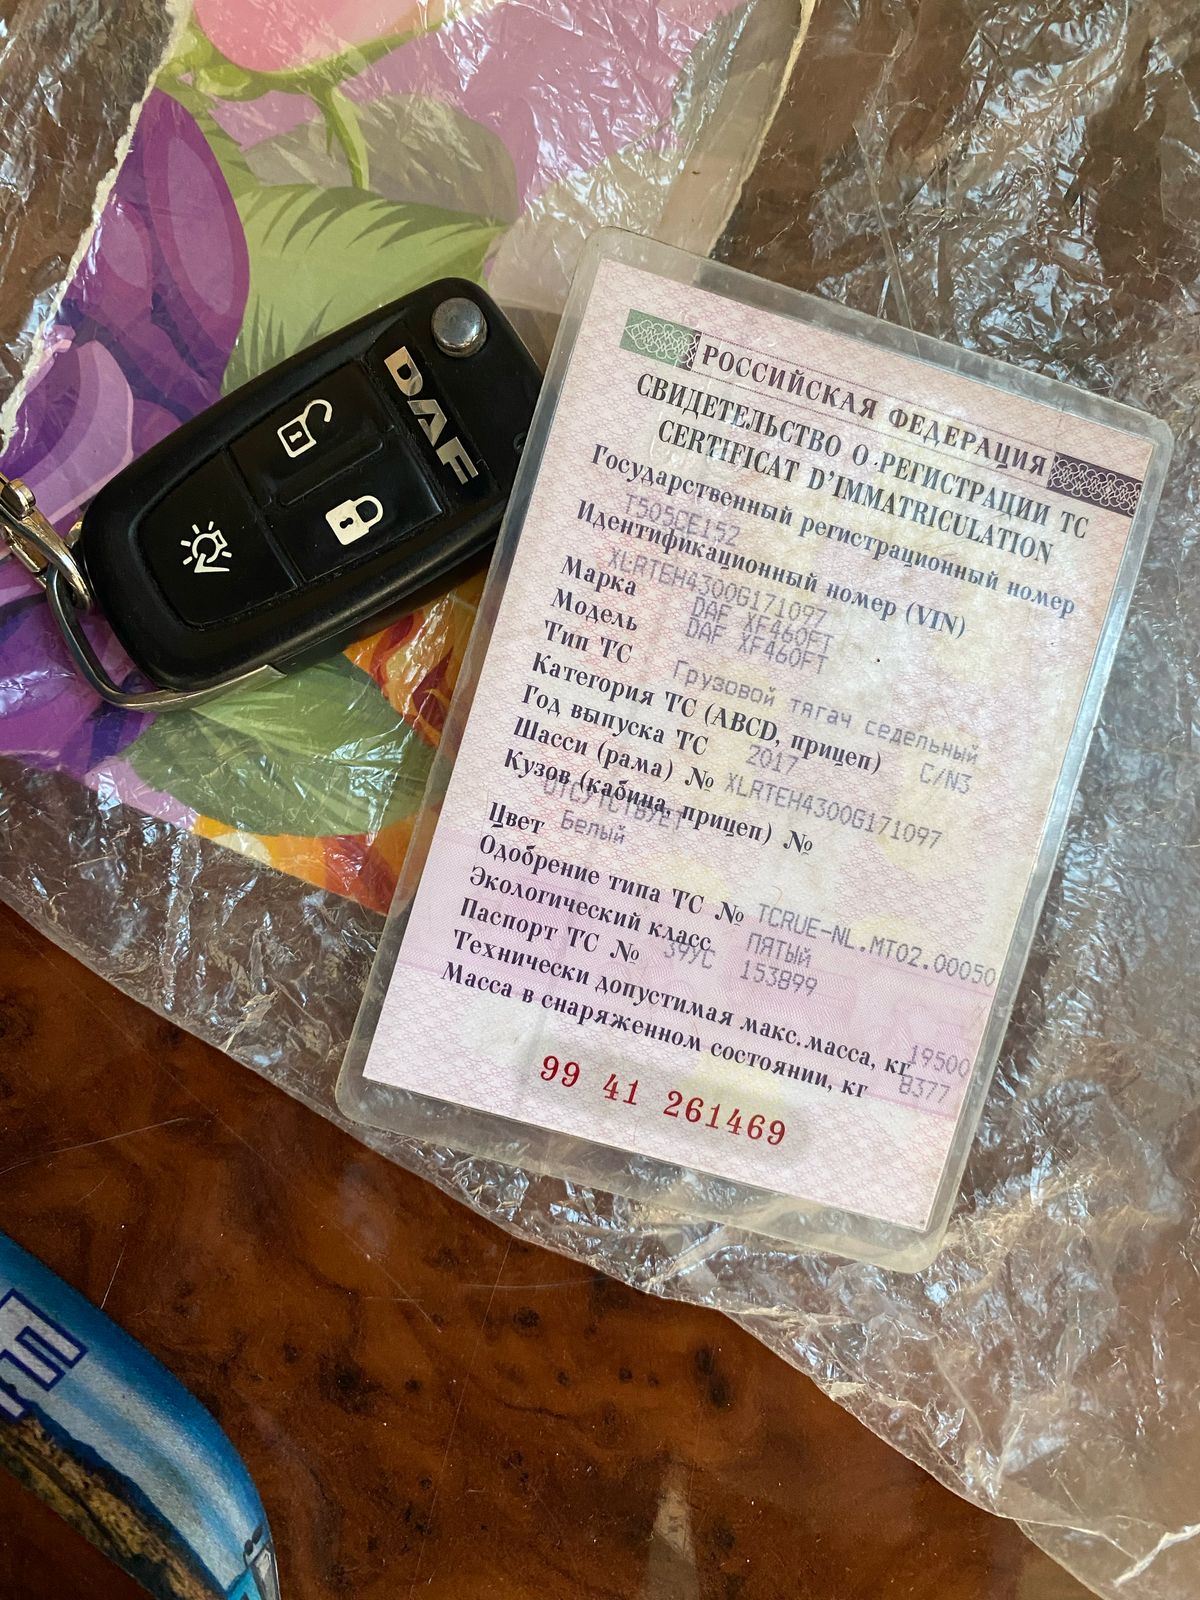 DAF
РОССИЙСКАЯ ФЕДЕРАЦИЯ
СВИДЕТЕЛЬСТВО О РЕГИСТРАЦИИ ТС
CERTIFICAT D'IMMATRICULATION
Государственный регистрационный номер
T505CE152
Идентификационный номер (VIN)
XLRTEH4300G171097
Марка DAF XF460FT
Модель DAF XF460FT
Тип ТС Грузовой тягач седельный
Категория ТС (ABCD, прицеп) C/N3
Год выпуска ТС 2017
Шасси (рама) № XLRTEH4300G171097
Кузов (кабина, прицеп) №
ОТСУТСТВУЕТ
Цвет Белый
Одобрение типа ТС № TCRUE-NL.MT02.00050
Экологический класс ПЯТЫЙ
Паспорт ТС № 39УС 153899
Технически допустимая макс. масса, кг 19500
Масса в снаряженном состоянии, кг 8377
99 41 261469